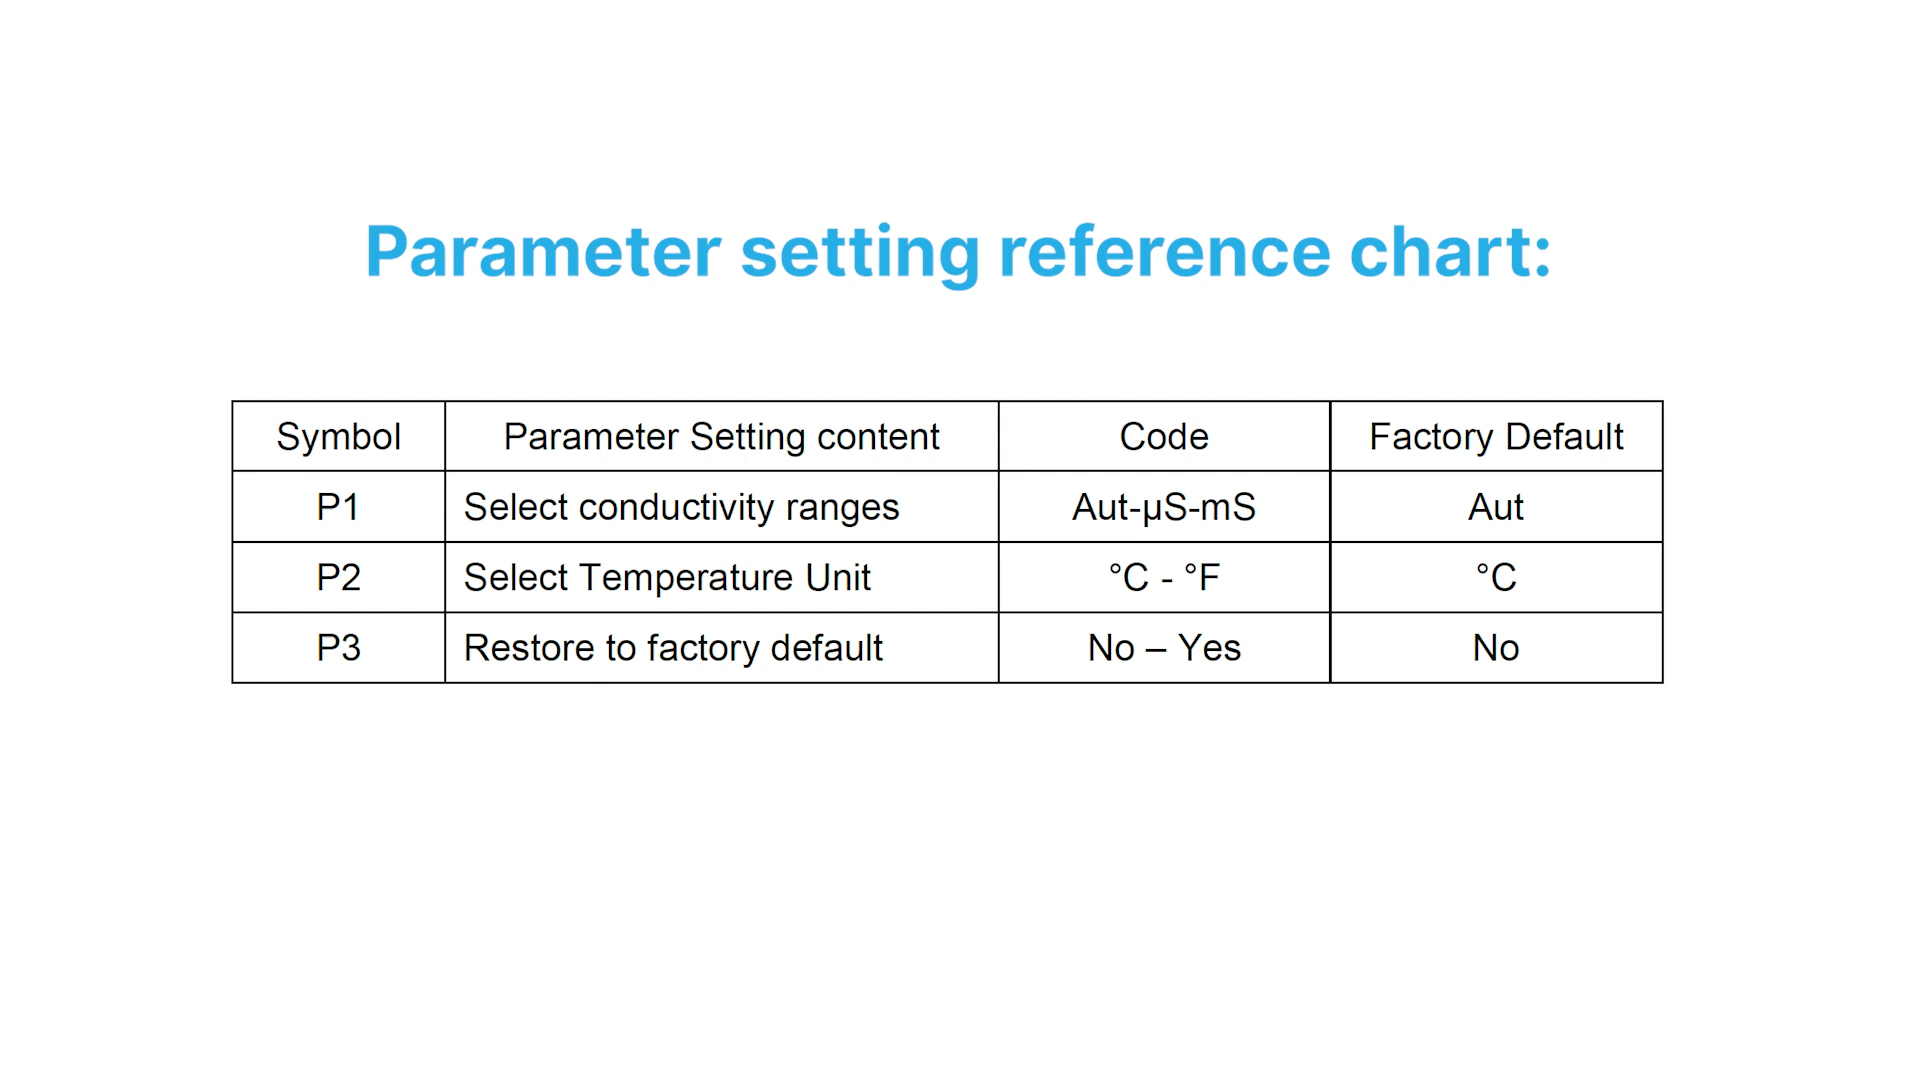 Parameter setting reference chart:
Symbol Parameter Setting content Code Factory Default
P1 Select conductivity ranges Aut-µS-mS Aut
P2 Select Temperature Unit °C - °F °C
P3 Restore to factory default No – Yes No